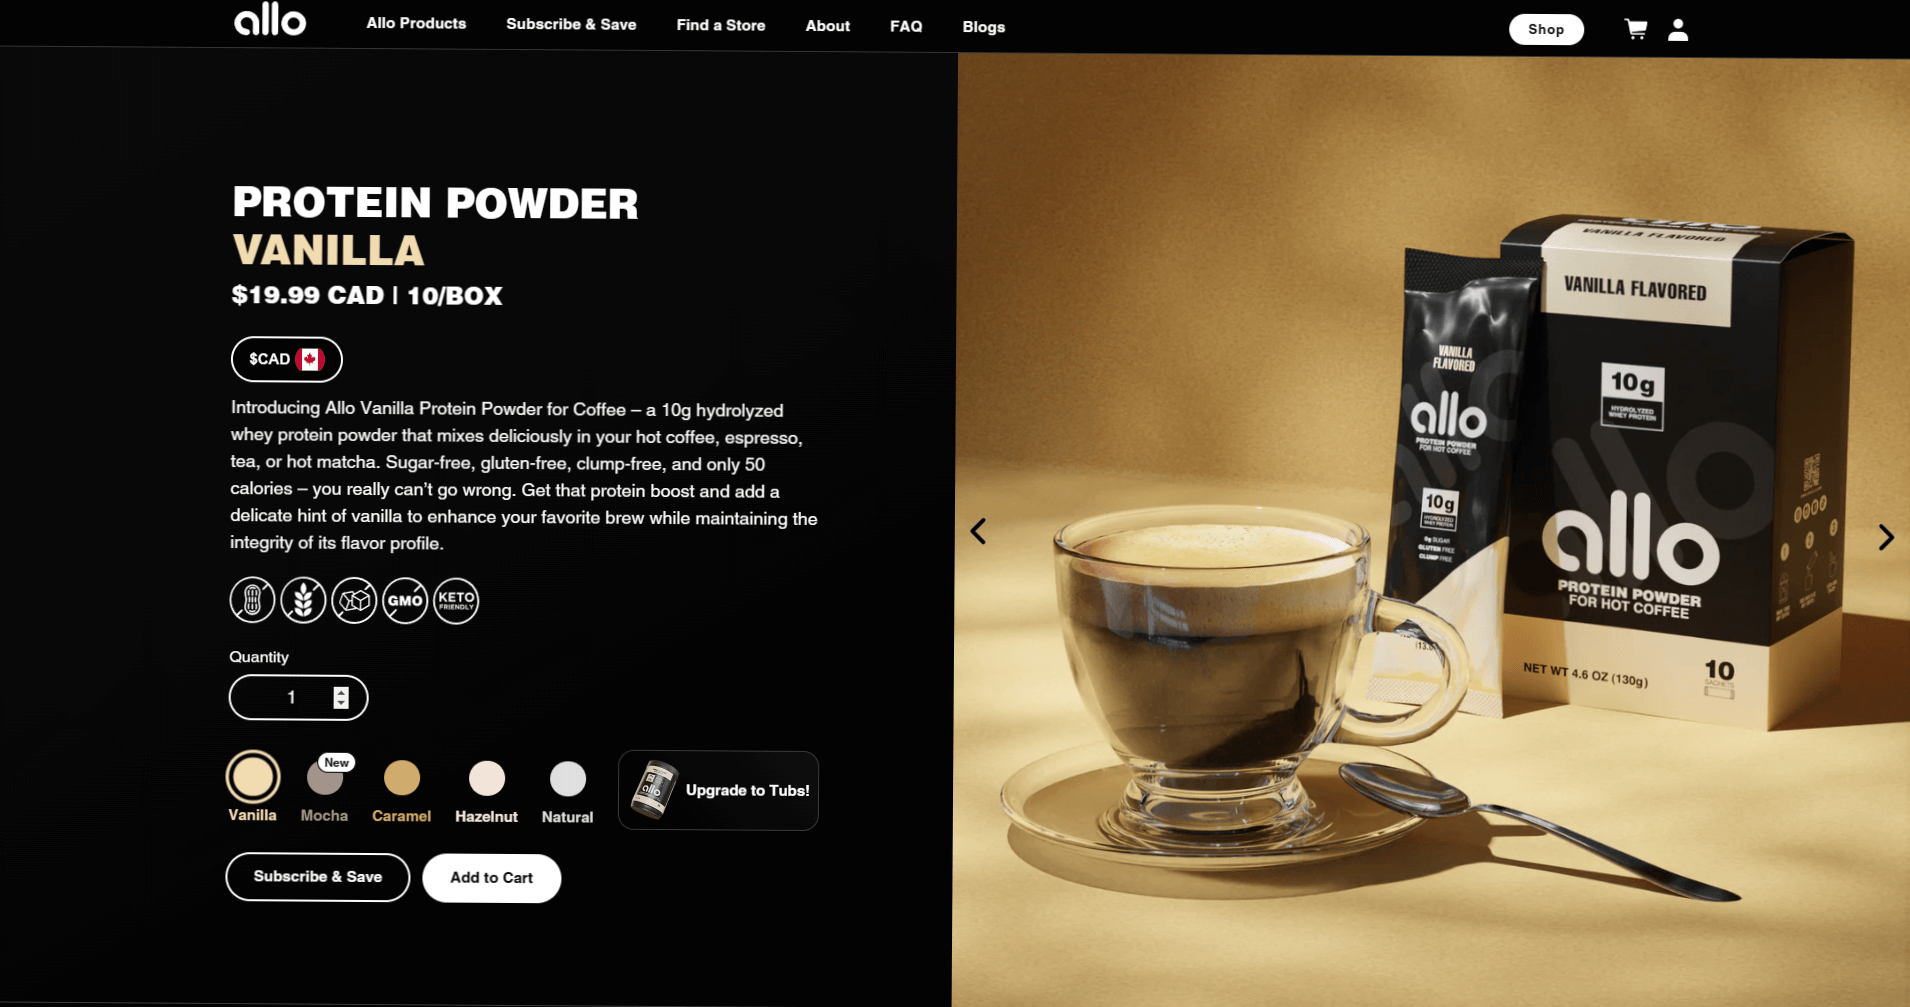 allo
Allo Products
Subscribe & Save
Find a Store
About
FAQ
Blogs
Shop
PROTEIN POWDER
VANILLA
$19.99 CAD | 10/BOX
$CAD
Introducing Allo Vanilla Protein Powder for Coffee – a 10g hydrolyzed
whey protein powder that mixes deliciously in your hot coffee, espresso,
tea, or hot matcha. Sugar-free, gluten-free, clump-free, and only 50
calories – you really can't go wrong. Get that protein boost and add a
delicate hint of vanilla to enhance your favorite brew while maintaining the
integrity of its flavor profile.
GMO
KETO
FRIENDLY
Quantity
1
New
Vanilla
Mocha
Caramel
Hazelnut
Natural
allo
Upgrade to Tubs!
Subscribe & Save
Add to Cart
VANILLA
FLAVORED
allo
PROTEIN POWDER
FOR HOT COFFEE
10g
HYDROLYZED
WHEY PROTEIN
0g SUGAR
GLUTEN FREE
CLUMP FREE
VANILLA FLAVORED
VANILLA FLAVORED
10g
HYDROLYZED
WHEY PROTEIN
allo
PROTEIN POWDER
FOR HOT COFFEE
NET WT 4.6 OZ (130g)
10
SACHETS